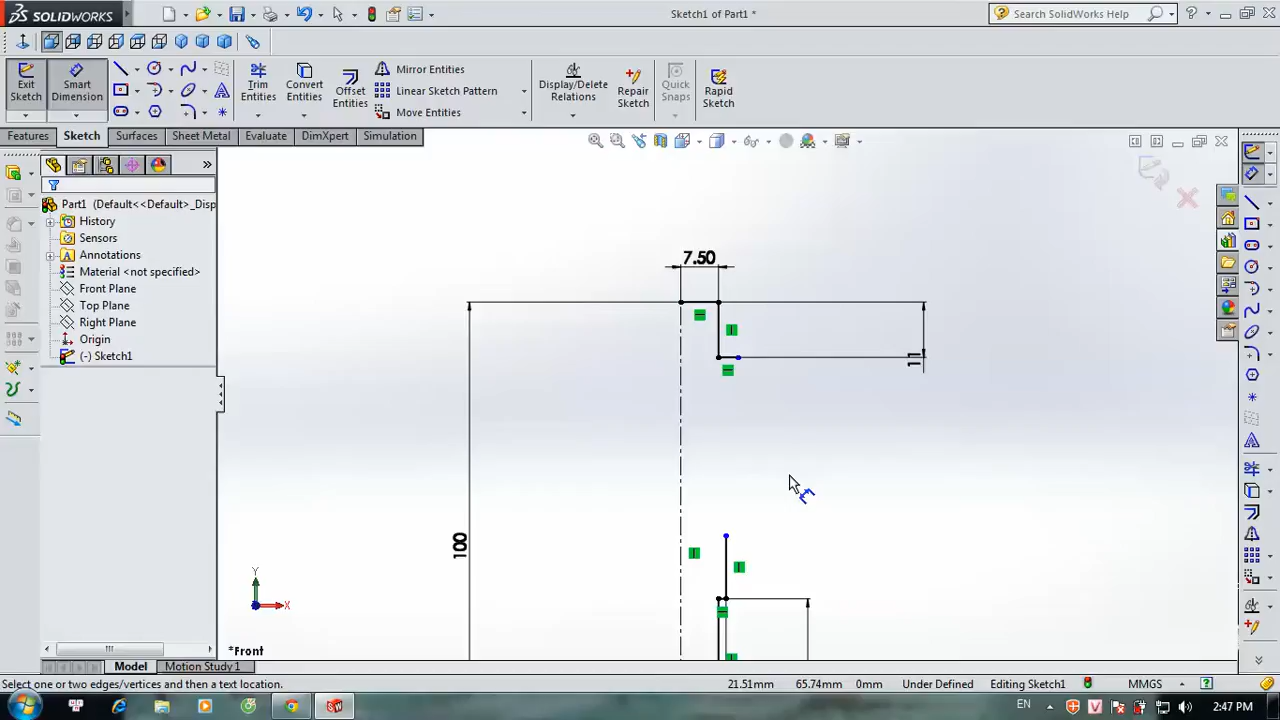 SOLIDWORKS
Sketch1 of Part1 *
Search SolidWorks Help
Exit Sketch
Smart Dimension
Trim Entities
Convert Entities
Offset Entities
Mirror Entities
Linear Sketch Pattern
Move Entities
Display/Delete Relations
Repair Sketch
Quick Snaps
Rapid Sketch
Features
Sketch
Surfaces
Sheet Metal
Evaluate
DimXpert
Simulation
Part1 (Default<<Default>_Disp
History
Sensors
Annotations
Material <not specified>
Front Plane
Top Plane
Right Plane
Origin
(-) Sketch1
7.50
11
100
Y
X
*Front
Model
Motion Study 1
Select one or two edges/vertices and then a text location.
21.51mm
65.74mm
0mm
Under Defined
Editing Sketch1
MMGS
EN
2:47 PM